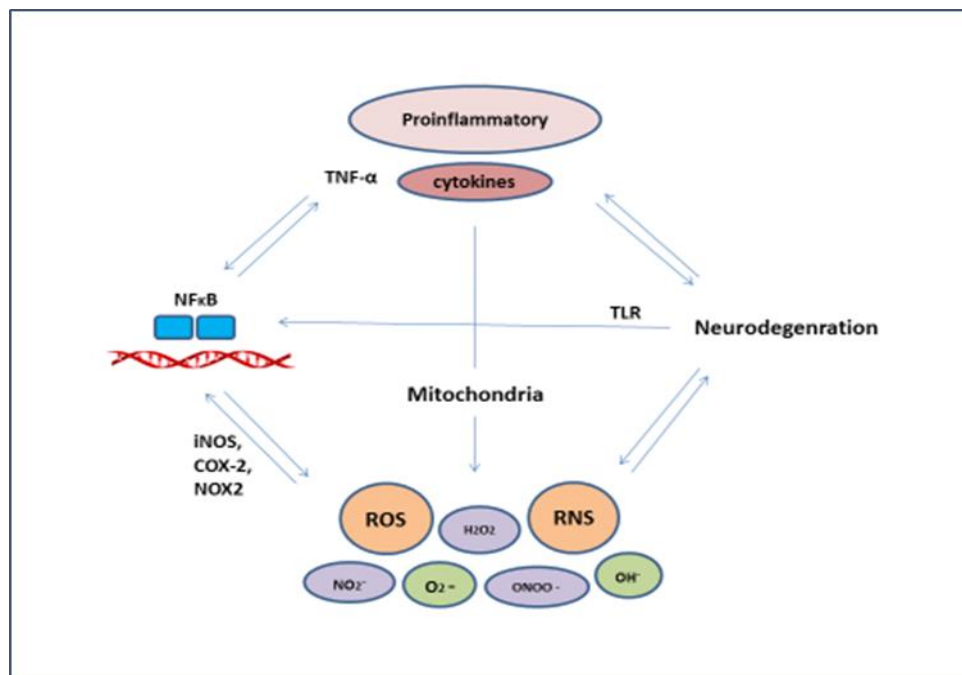 Proinflammatory
TNF-α
cytokines
NFκB
TLR
Neurodegenration
Mitochondria
iNOS,
COX-2,
NOX2
ROS
H2O2
RNS
NO2⁻
O2 =
ONOO -
OH⁻